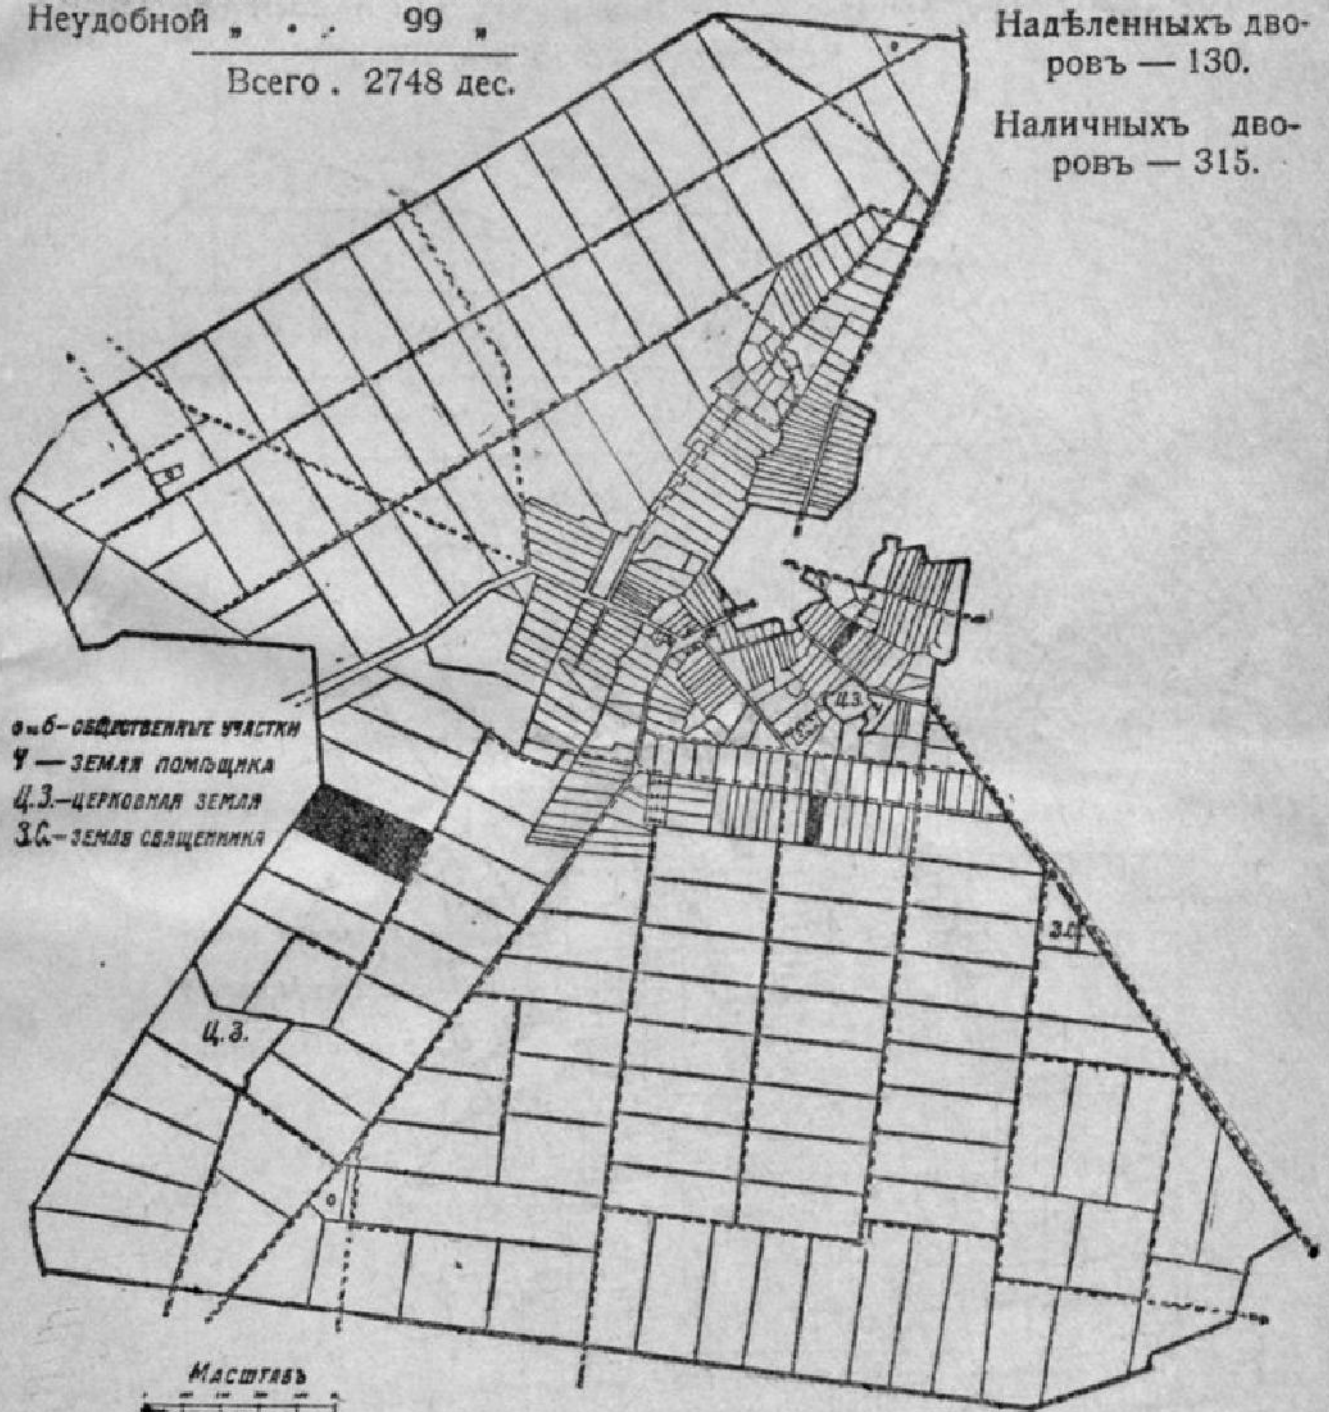 Неудобной „ . . 99 „
Всего . 2748 дес.
Надѣленныхъ дво-
ровъ — 130.
Наличныхъ дво-
ровъ — 315.
а и б – ОБЩЕСТВЕННЫЕ УЧАСТКИ
Ч — ЗЕМЛЯ ПОМѢЩИКА
Ц.З. – ЦЕРКОВНАЯ ЗЕМЛЯ
З.С. – ЗЕМЛЯ СВЯЩЕННИКА
Ц.З.
З.С.
Ц.З.
МАСШТАБЪ